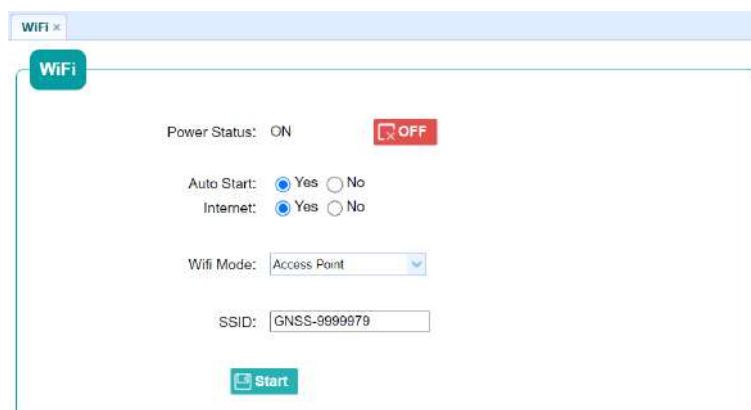 WiFi ×
WiFi
Power Status: ON OFF
Auto Start: Yes No
Internet: Yes No
Wifi Mode: Access Point
SSID: GNSS-9999979
Start